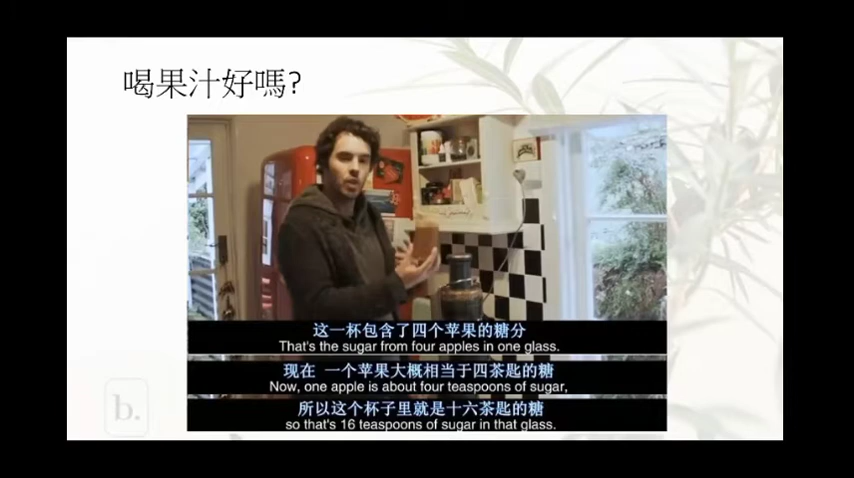 喝果汁好嗎?
这一杯包含了四个苹果的糖分
That's the sugar from four apples in one glass.
现在 一个苹果大概相当于四茶匙的糖
Now, one apple is about four teaspoons of sugar,
所以这个杯子里就是十六茶匙的糖
so that's 16 teaspoons of sugar in that glass.
b.